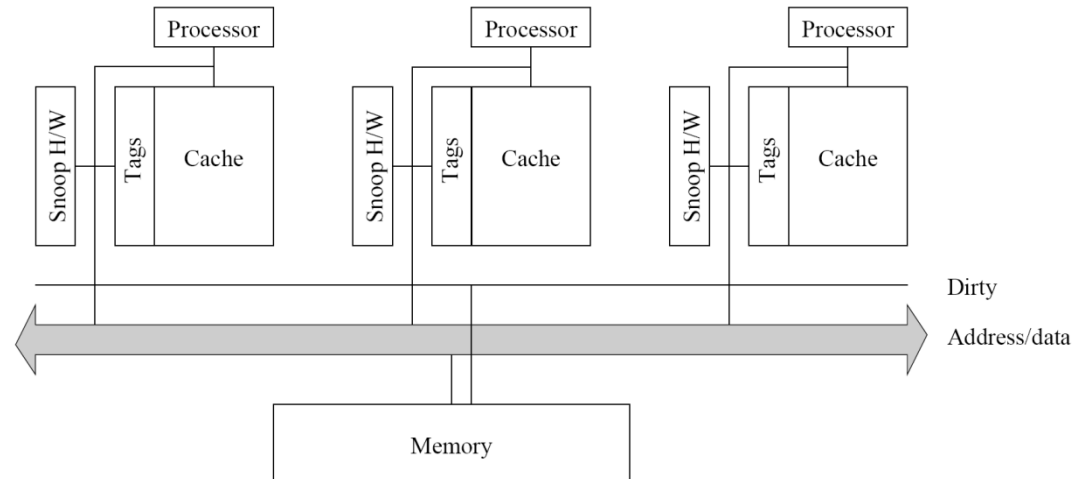 Processor
Processor
Processor
Snoop H/W
Tags
Cache
Snoop H/W
Tags
Cache
Snoop H/W
Tags
Cache
Dirty
Address/data
Memory